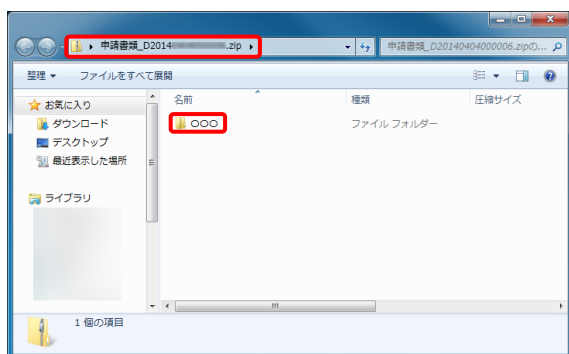 申請書類_D2014 .zip
申請書類_D20140404000006.zipの...
整理 ファイルをすべて展開
名前 種類 圧縮サイズ
お気に入り
ダウンロード
デスクトップ
最近表示した場所
ライブラリ
○○○ ファイル フォルダー
1 個の項目